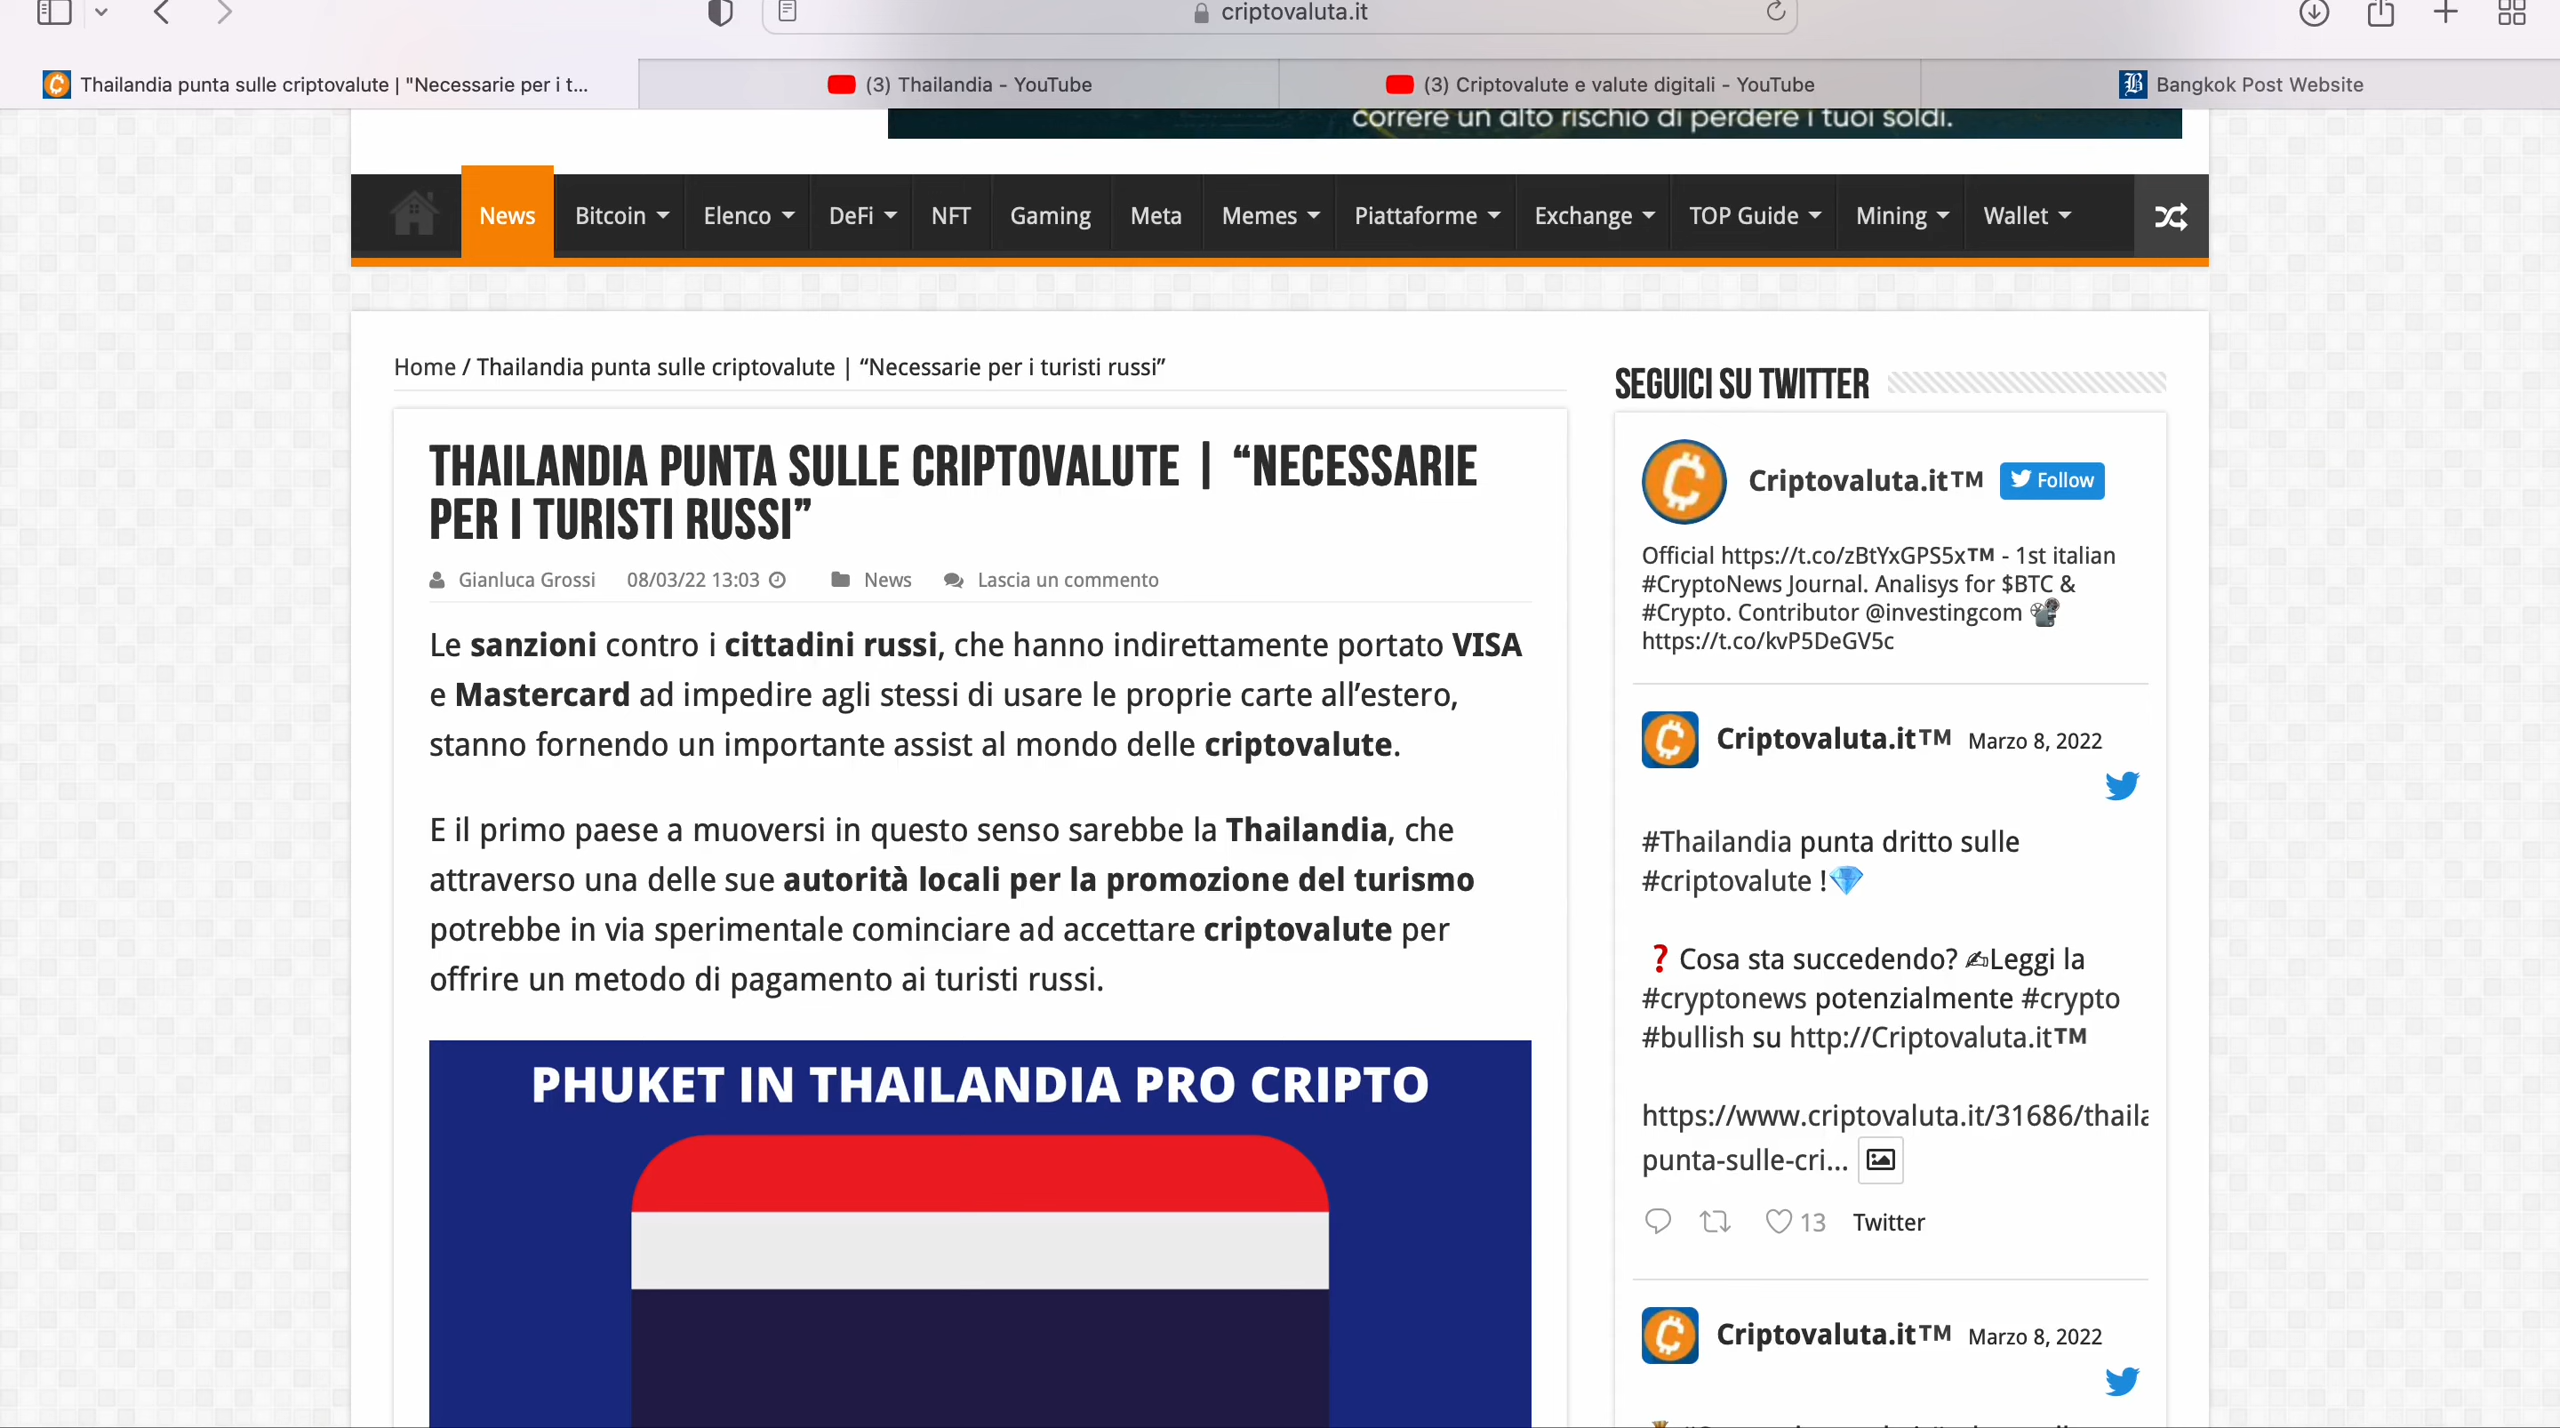 criptovaluta.it
Thailandia punta sulle criptovalute | "Necessarie per i t...
(3) Thailandia - YouTube
(3) Criptovalute e valute digitali - YouTube
Bangkok Post Website
correre un alto rischio di perdere i tuoi soldi.
News
Bitcoin
Elenco
DeFi
NFT
Gaming
Meta
Memes
Piattaforme
Exchange
TOP Guide
Mining
Wallet
Home / Thailandia punta sulle criptovalute | “Necessarie per i turisti russi”
THAILANDIA PUNTA SULLE CRIPTOVALUTE | “NECESSARIE
PER I TURISTI RUSSI”
Gianluca Grossi 08/03/22 13:03 News Lascia un commento
Le sanzioni contro i cittadini russi, che hanno indirettamente portato VISA
e Mastercard ad impedire agli stessi di usare le proprie carte all’estero,
stanno fornendo un importante assist al mondo delle criptovalute.
E il primo paese a muoversi in questo senso sarebbe la Thailandia, che
attraverso una delle sue autorità locali per la promozione del turismo
potrebbe in via sperimentale cominciare ad accettare criptovalute per
offrire un metodo di pagamento ai turisti russi.
PHUKET IN THAILANDIA PRO CRIPTO
SEGUICI SU TWITTER
Criptovaluta.it™ Follow
Official https://t.co/zBtYxGPS5x™ - 1st italian
#CryptoNews Journal. Analisys for $BTC &
#Crypto. Contributor @investingcom
https://t.co/kvP5DeGV5c
Criptovaluta.it™ Marzo 8, 2022
#Thailandia punta dritto sulle
#criptovalute !💎
❓ Cosa sta succedendo? ✍Leggi la
#cryptonews potenzialmente #crypto
#bullish su http://Criptovaluta.it™
https://www.criptovaluta.it/31686/thaila
punta-sulle-cri...
13 Twitter
Criptovaluta.it™ Marzo 8, 2022